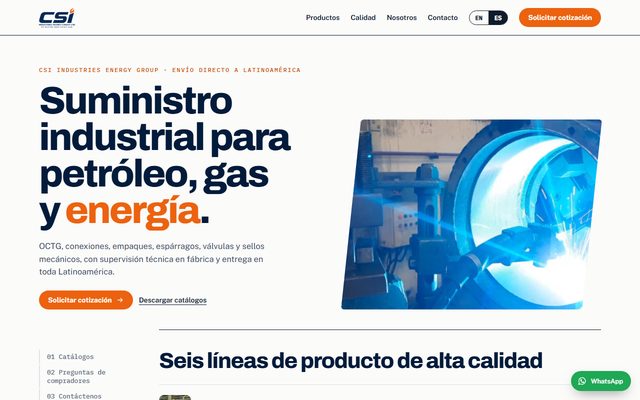 CSI
Productos Calidad Nosotros Contacto EN ES Solicitar cotización
CSI INDUSTRIES ENERGY GROUP · ENVÍO DIRECTO A LATINOAMÉRICA
Suministro
industrial para
petróleo, gas
y energía.
OCTG, conexiones, empaques, espárragos, válvulas y sellos
mecánicos, con supervisión técnica en fábrica y entrega en
toda Latinoamérica.
Solicitar cotización → Descargar catálogos
01 Catálogos
02 Preguntas de
compradores
03 Contáctenos
Seis líneas de producto de alta calidad
WhatsApp